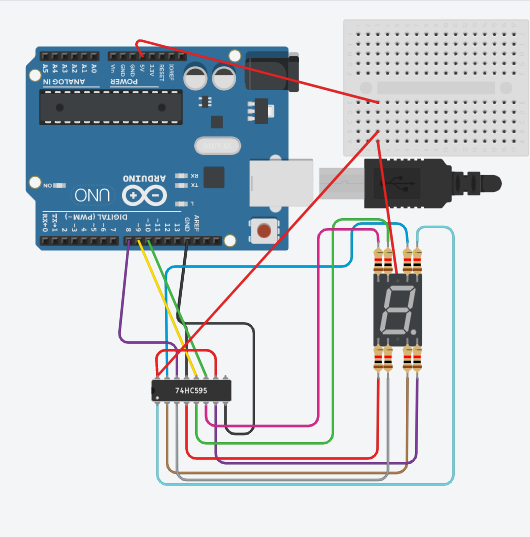 A5
A4
A3
A2
A1
A0
ANALOG IN
Vin
GND
GND
5V
3.3V
RESET
IOREF
POWER
ON
UNO
ARDUINO
RX
TX
L
DIGITAL (PWM~)
RX←0
TX→1
2
~3
4
~5
~6
7
8
~9
~10
~11
12
13
GND
AREF
74HC595